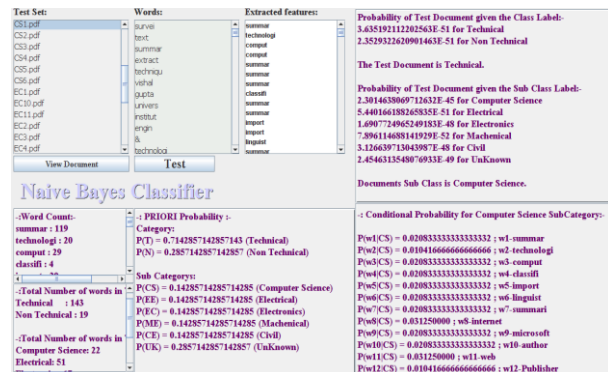 Test Set:
CS1.pdf
CS2.pdf
CS3.pdf
CS4.pdf
CS5.pdf
CS6.pdf
EC1.pdf
EC10.pdf
EC11.pdf
EC2.pdf
EC3.pdf
EC4.pdf
View Document
Words:
survei
text
summar
extract
techniqu
vishal
gupta
univers
institut
engin
&
technologi
Test
Extracted features:
summar
technologi
comput
comput
summar
summar
classifi
summar
import
import
linguist
summar
Probability of Test Document given the Class Label:-
3.635192112202563E-51 for Technical
2.3529322620901463E-51 for Non Technical
The Test Document is Technical.
Probability of Test Document given the Sub Class Label:-
2.3014638069712632E-45 for Computer Science
5.440166188265835E-51 for Electrical
1.6907724965249183E-48 for Electronics
7.896114688141929E-52 for Machenical
3.126639713043987E-48 for Civil
2.4546313548076933E-49 for UnKnown
Documents Sub Class is Computer Science.
Naive Bayes Classifier
-:Word Count:-
summar : 119
technologi : 20
comput : 29
classifi : 4
-:Total Number of words in
Technical : 143
Non Technical : 19
-:Total Number of words in
Computer Science: 22
Electrical: 51
-: PRIORI Probability :-
Category:
P(T) = 0.7142857142857143 (Technical)
P(N) = 0.2857142857142857 (Non Technical)
Sub Categories:
P(CS) = 0.14285714285714285 (Computer Science)
P(EE) = 0.14285714285714285 (Electrical)
P(EC) = 0.14285714285714285 (Electronics)
P(ME) = 0.14285714285714285 (Machenical)
P(CE) = 0.14285714285714285 (Civil)
P(UK) = 0.2857142857142857 (UnKnown)
-: Conditional Probability for Computer Science SubCategory:-
P(w1|CS) = 0.020833333333333332 ; w1-summar
P(w2|CS) = 0.010416666666666666 ; w2-technologi
P(w3|CS) = 0.020833333333333332 ; w3-comput
P(w4|CS) = 0.020833333333333332 ; w4-classifi
P(w5|CS) = 0.020833333333333332 ; w5-import
P(w6|CS) = 0.020833333333333332 ; w6-linguist
P(w7|CS) = 0.020833333333333332 ; w7-summari
P(w8|CS) = 0.031250000 ; w8-internet
P(w9|CS) = 0.020833333333333332 ; w9-microsoft
P(w10|CS) = 0.020833333333333332 ; w10-author
P(w11|CS) = 0.031250000 ; w11-web
P(w12|CS) = 0.010416666666666666 ; w12-Publisher